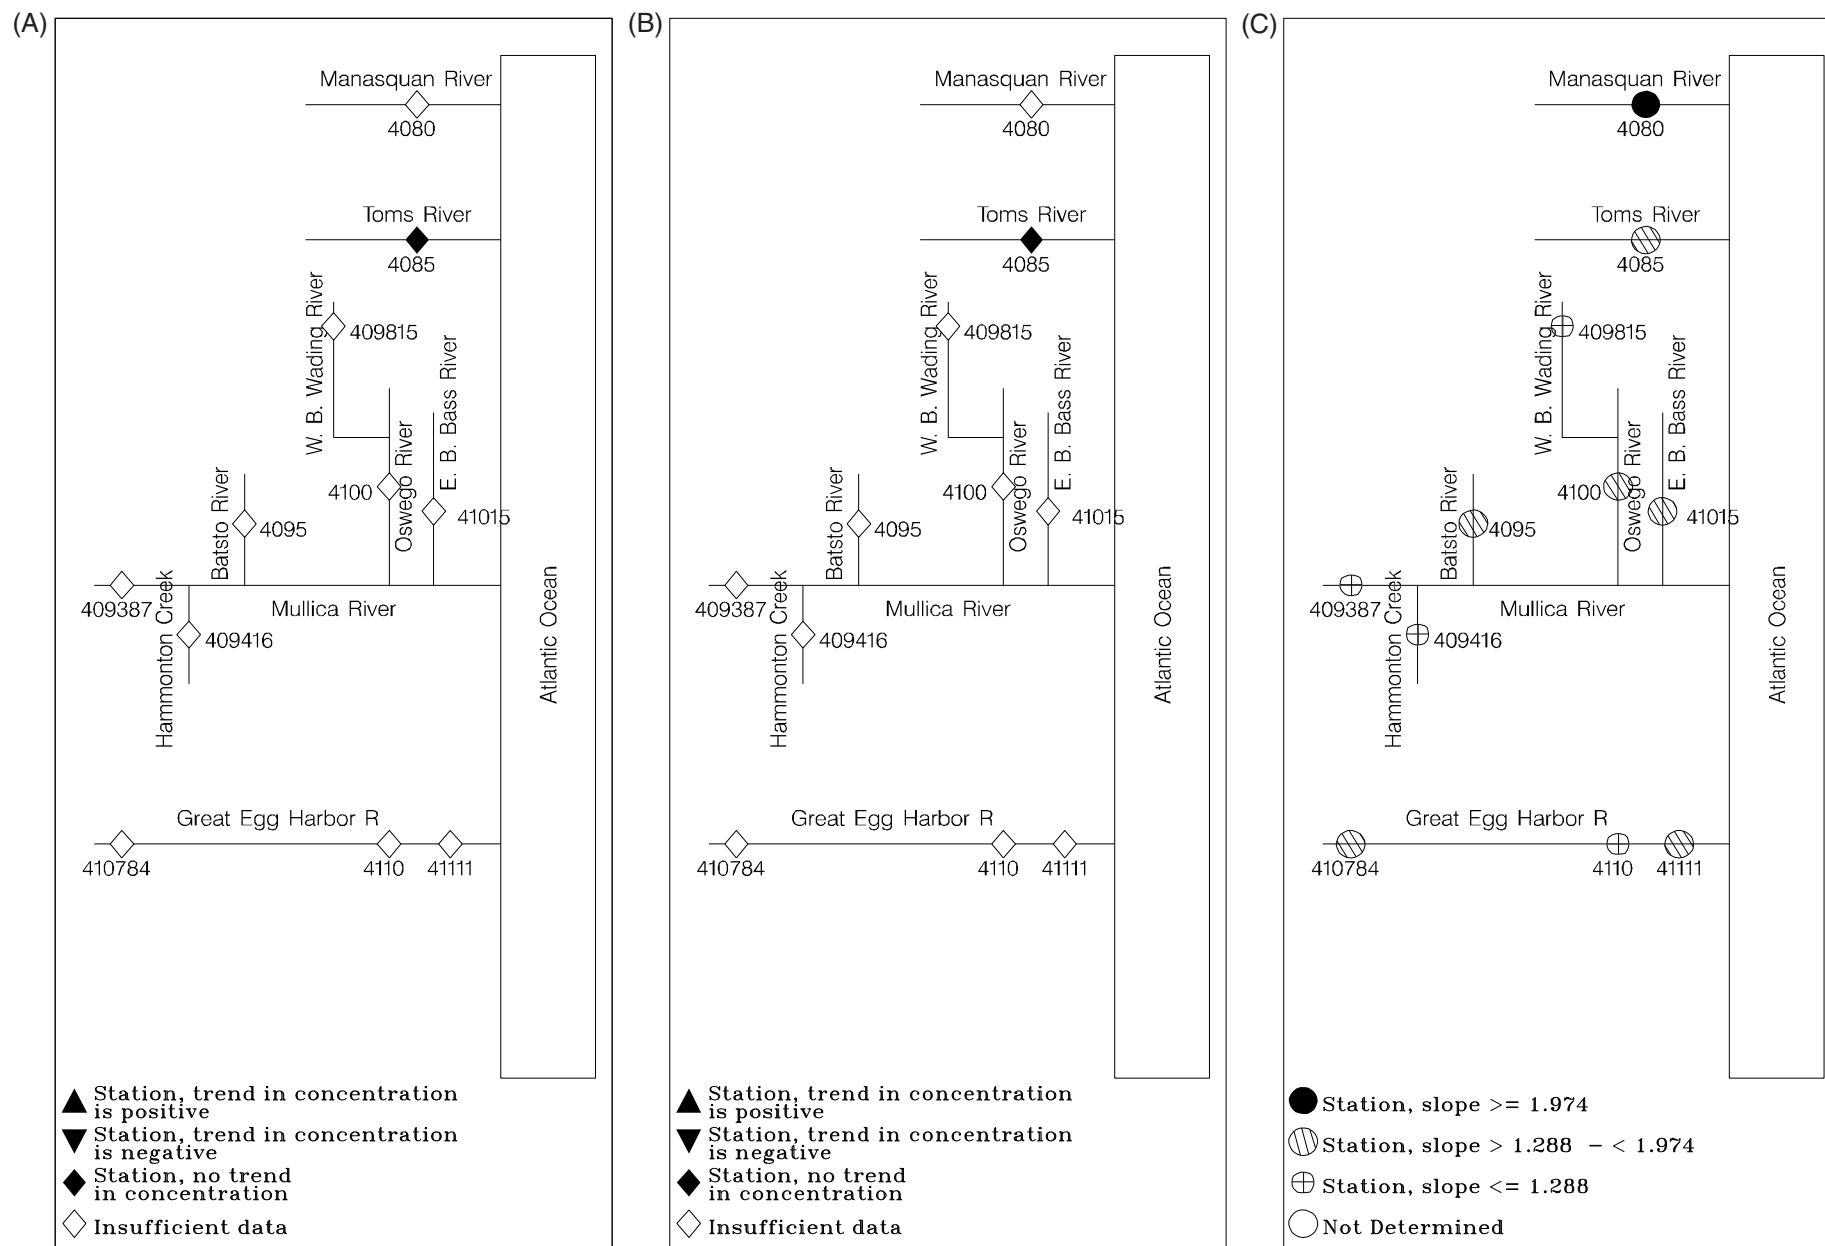 (A)
Manasquan River
4080
Toms River
4085
W. B. Wading River
409815
E. B. Bass River
Oswego River
4100
41015
Batsto River
4095
409387
Mullica River
Hammonton Creek
409416
Atlantic Ocean
Great Egg Harbor R
410784
4110
41111
Station, trend in concentration
is positive
Station, trend in concentration
is negative
Station, no trend
in concentration
Insufficient data
(B)
Manasquan River
4080
Toms River
4085
W. B. Wading River
409815
E. B. Bass River
Oswego River
4100
41015
Batsto River
4095
409387
Mullica River
Hammonton Creek
409416
Atlantic Ocean
Great Egg Harbor R
410784
4110
41111
Station, trend in concentration
is positive
Station, trend in concentration
is negative
Station, no trend
in concentration
Insufficient data
(C)
Manasquan River
4080
Toms River
4085
W. B. Wading River
409815
E. B. Bass River
Oswego River
4100
41015
Batsto River
4095
409387
Mullica River
Hammonton Creek
409416
Atlantic Ocean
Great Egg Harbor R
410784
4110
41111
Station, slope >= 1.974
Station, slope > 1.288 - < 1.974
Station, slope <= 1.288
Not Determined